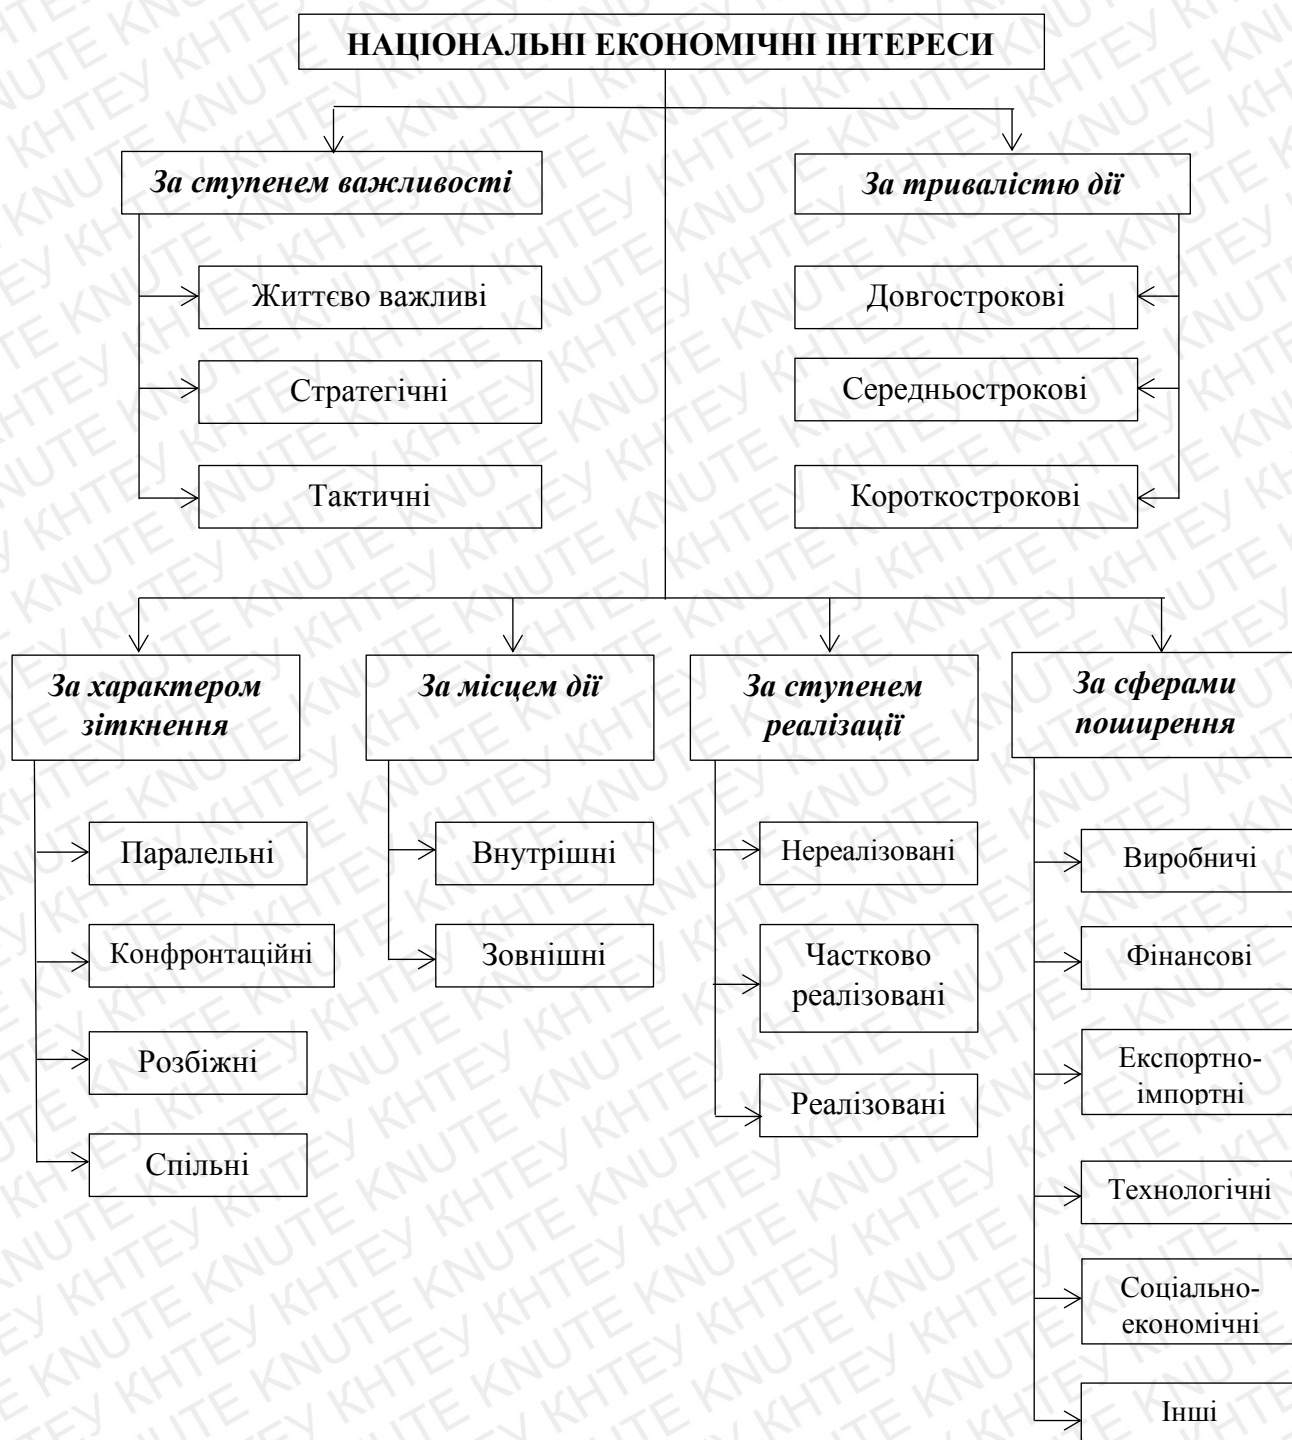 НАЦІОНАЛЬНІ ЕКОНОМІЧНІ ІНТЕРЕСИ
За ступенем важливості
Життєво важливі
Стратегічні
Тактичні
За тривалістю дії
Довгострокові
Середньострокові
Короткострокові
За характером
зіткнення
Паралельні
Конфронтаційні
Розбіжні
Спільні
За місцем дії
Внутрішні
Зовнішні
За ступенем
реалізації
Нереалізовані
Частково
реалізовані
Реалізовані
За сферами
поширення
Виробничі
Фінансові
Експортно-
імпортні
Технологічні
Соціально-
економічні
Інші
KNUTE КНТЕУ